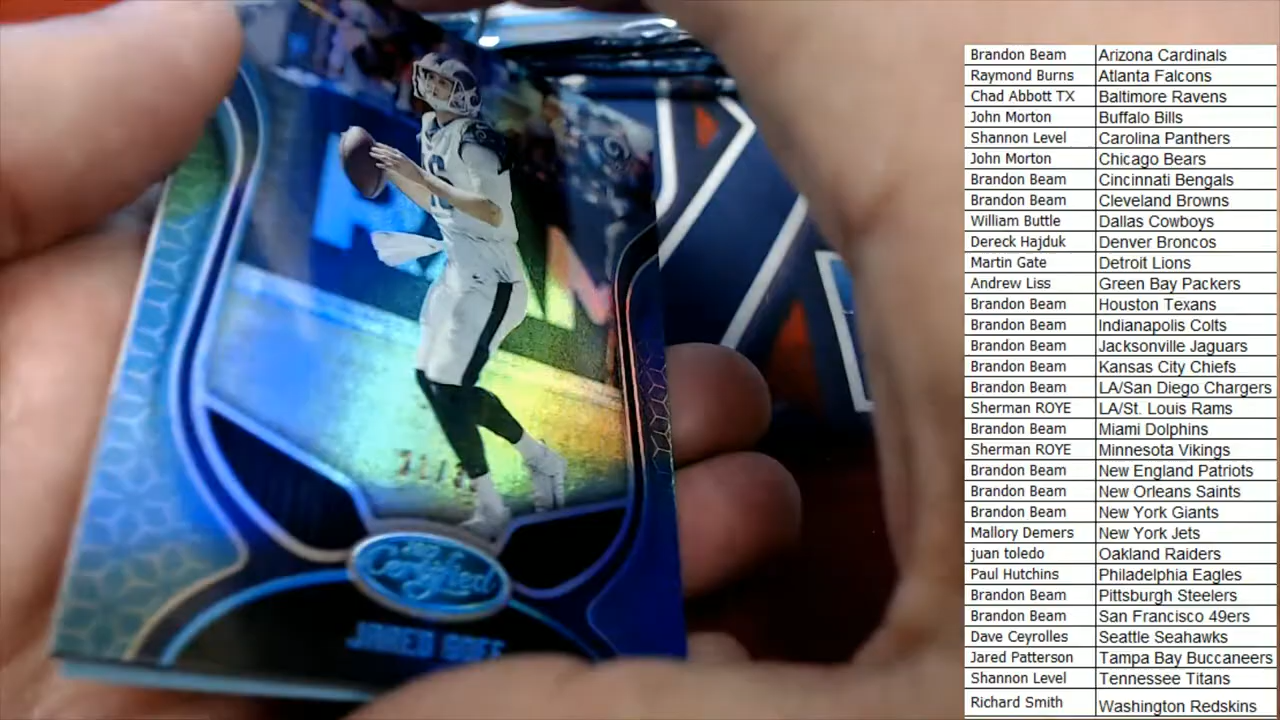 Certified
JARED GOFF
Brandon Beam Arizona Cardinals
Raymond Burns Atlanta Falcons
Chad Abbott TX Baltimore Ravens
John Morton Buffalo Bills
Shannon Level Carolina Panthers
John Morton Chicago Bears
Brandon Beam Cincinnati Bengals
Brandon Beam Cleveland Browns
William Buttle Dallas Cowboys
Dereck Hajduk Denver Broncos
Martin Gate Detroit Lions
Andrew Liss Green Bay Packers
Brandon Beam Houston Texans
Brandon Beam Indianapolis Colts
Brandon Beam Jacksonville Jaguars
Brandon Beam Kansas City Chiefs
Brandon Beam LA/San Diego Chargers
Sherman ROYE LA/St. Louis Rams
Brandon Beam Miami Dolphins
Sherman ROYE Minnesota Vikings
Brandon Beam New England Patriots
Brandon Beam New Orleans Saints
Brandon Beam New York Giants
Mallory Demers New York Jets
juan toledo Oakland Raiders
Paul Hutchins Philadelphia Eagles
Brandon Beam Pittsburgh Steelers
Brandon Beam San Francisco 49ers
Dave Ceyrolles Seattle Seahawks
Jared Patterson Tampa Bay Buccaneers
Shannon Level Tennessee Titans
Richard Smith Washington Redskins